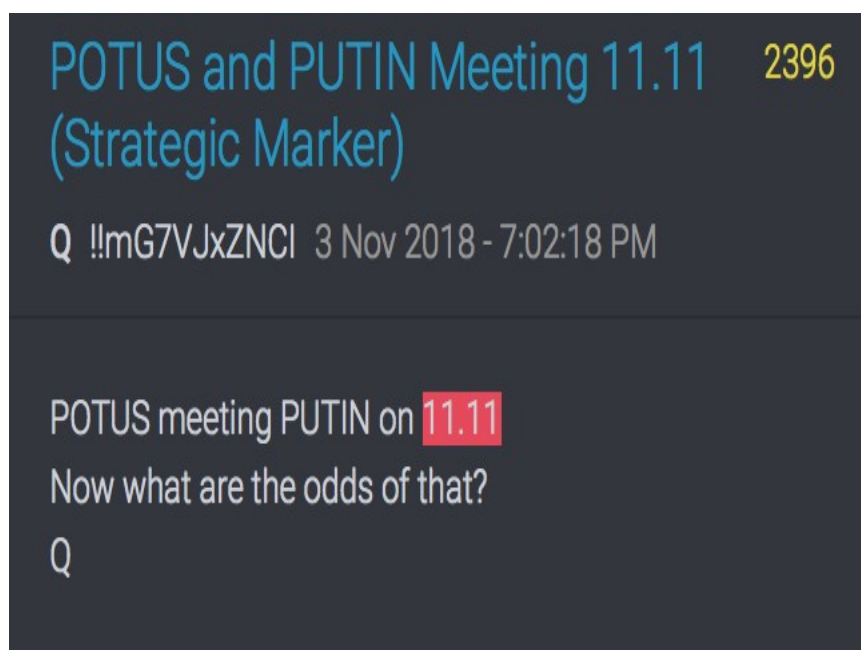 POTUS and PUTIN Meeting 11.11 2396
(Strategic Marker)
Q !!mG7VJxZNCI 3 Nov 2018 - 7:02:18 PM
POTUS meeting PUTIN on 11.11
Now what are the odds of that?
Q